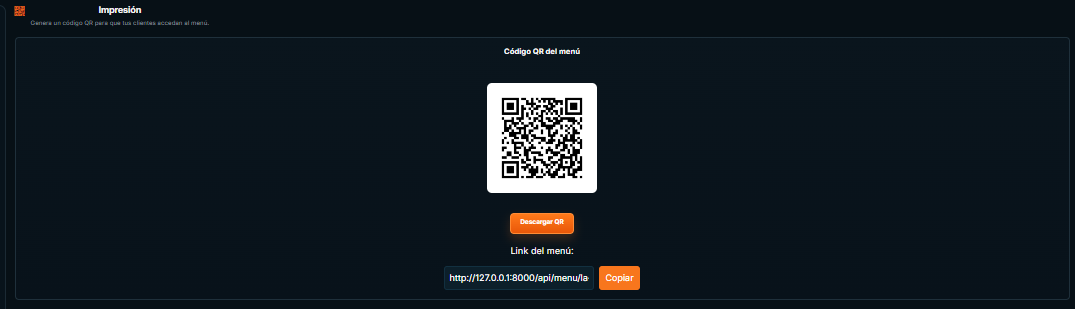 Impresión
Genera un código QR para que tus clientes accedan al menú.
Código QR del menú
Descargar QR
Link del menú:
http://127.0.0.1:8000/api/menu/la
Copiar